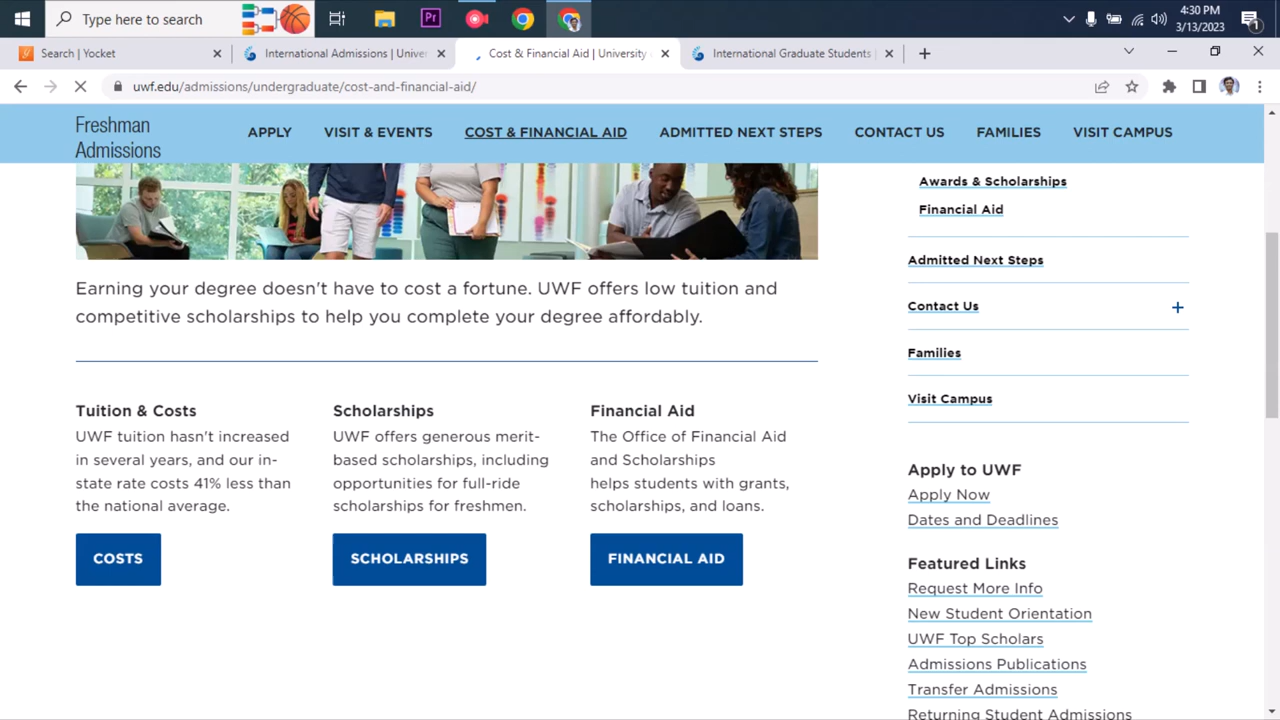 Type here to search
4:30 PM
3/13/2023
1
Search | Yocket
International Admissions | Univer
Cost & Financial Aid | University
International Graduate Students |
uwf.edu/admissions/undergraduate/cost-and-financial-aid/
Freshman
Admissions
APPLY
VISIT & EVENTS
COST & FINANCIAL AID
ADMITTED NEXT STEPS
CONTACT US
FAMILIES
VISIT CAMPUS
Earning your degree doesn't have to cost a fortune. UWF offers low tuition and
competitive scholarships to help you complete your degree affordably.
Tuition & Costs
UWF tuition hasn't increased
in several years, and our in-
state rate costs 41% less than
the national average.
COSTS
Scholarships
UWF offers generous merit-
based scholarships, including
opportunities for full-ride
scholarships for freshmen.
SCHOLARSHIPS
Financial Aid
The Office of Financial Aid
and Scholarships
helps students with grants,
scholarships, and loans.
FINANCIAL AID
Awards & Scholarships
Financial Aid
Admitted Next Steps
Contact Us
Families
Visit Campus
Apply to UWF
Apply Now
Dates and Deadlines
Featured Links
Request More Info
New Student Orientation
UWF Top Scholars
Admissions Publications
Transfer Admissions
Returning Student Admissions